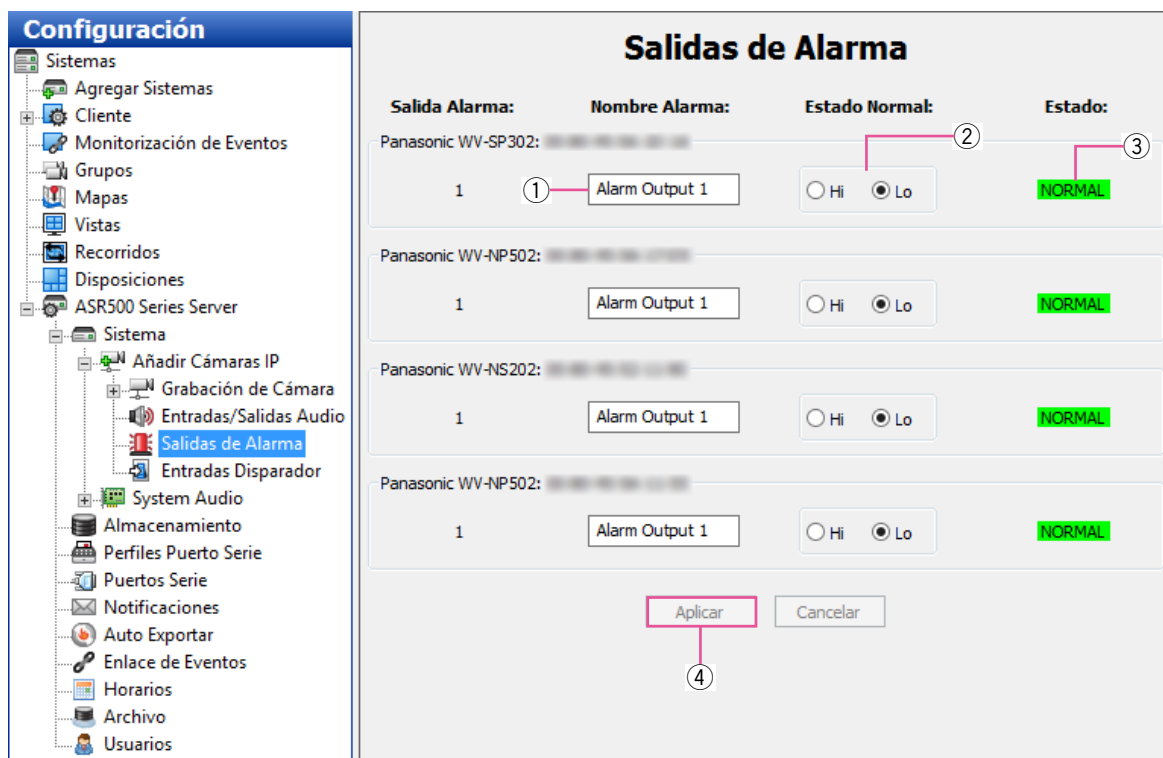 Configuración
Sistemas
Agregar Sistemas
Cliente
Monitorización de Eventos
Grupos
Mapas
Vistas
Recorridos
Disposiciones
ASR500 Series Server
Sistema
Añadir Cámaras IP
Grabación de Cámara
Entradas/Salidas Audio
Salidas de Alarma
Entradas Disparador
System Audio
Almacenamiento
Perfiles Puerto Serie
Puertos Serie
Notificaciones
Auto Exportar
Enlace de Eventos
Horarios
Archivo
Usuarios
Salidas de Alarma
Salida Alarma: Nombre Alarma: Estado Normal: Estado:
Panasonic WV-SP302:
② ③
1 ① Alarm Output 1 Hi Lo NORMAL
Panasonic WV-NP502:
1 Alarm Output 1 Hi Lo NORMAL
Panasonic WV-NS202:
1 Alarm Output 1 Hi Lo NORMAL
Panasonic WV-NP502:
1 Alarm Output 1 Hi Lo NORMAL
Aplicar Cancelar
④